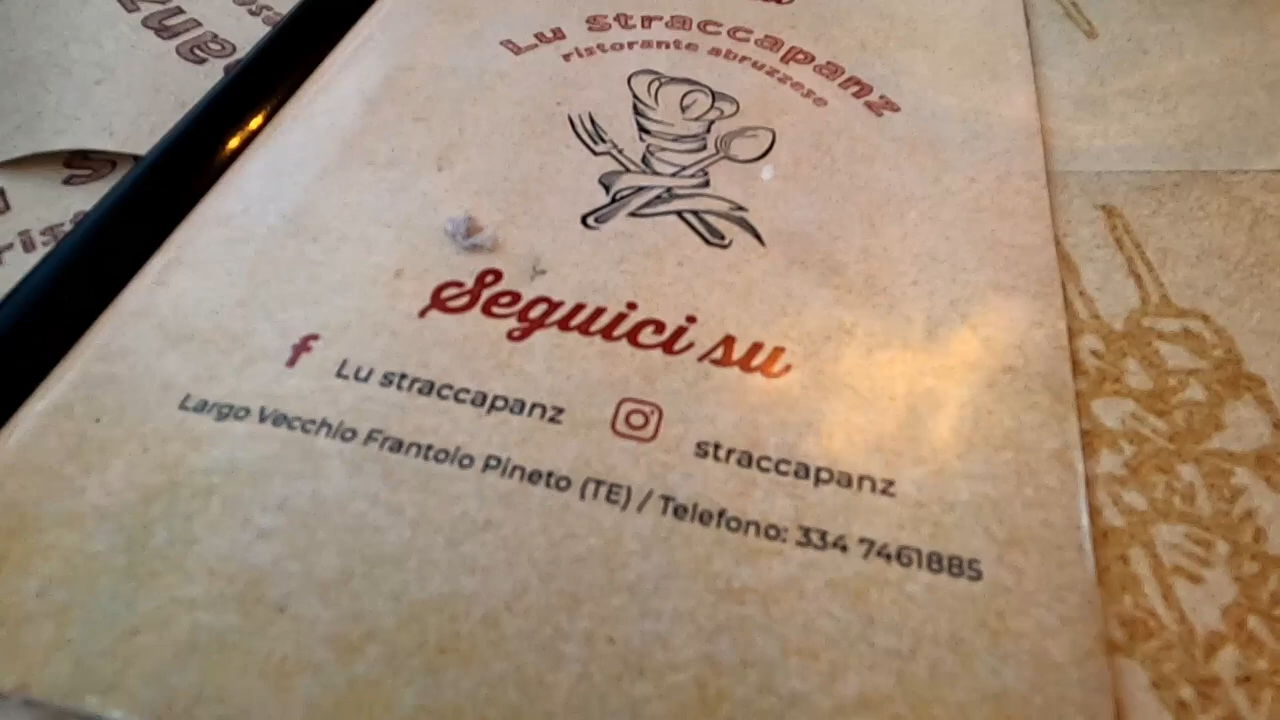 Lu straccapanz
ristorante abruzzese
Seguici su
Lu straccapanz
straccapanz
Largo Vecchio Frantoio Pineto (TE) / Telefono: 334 7461885